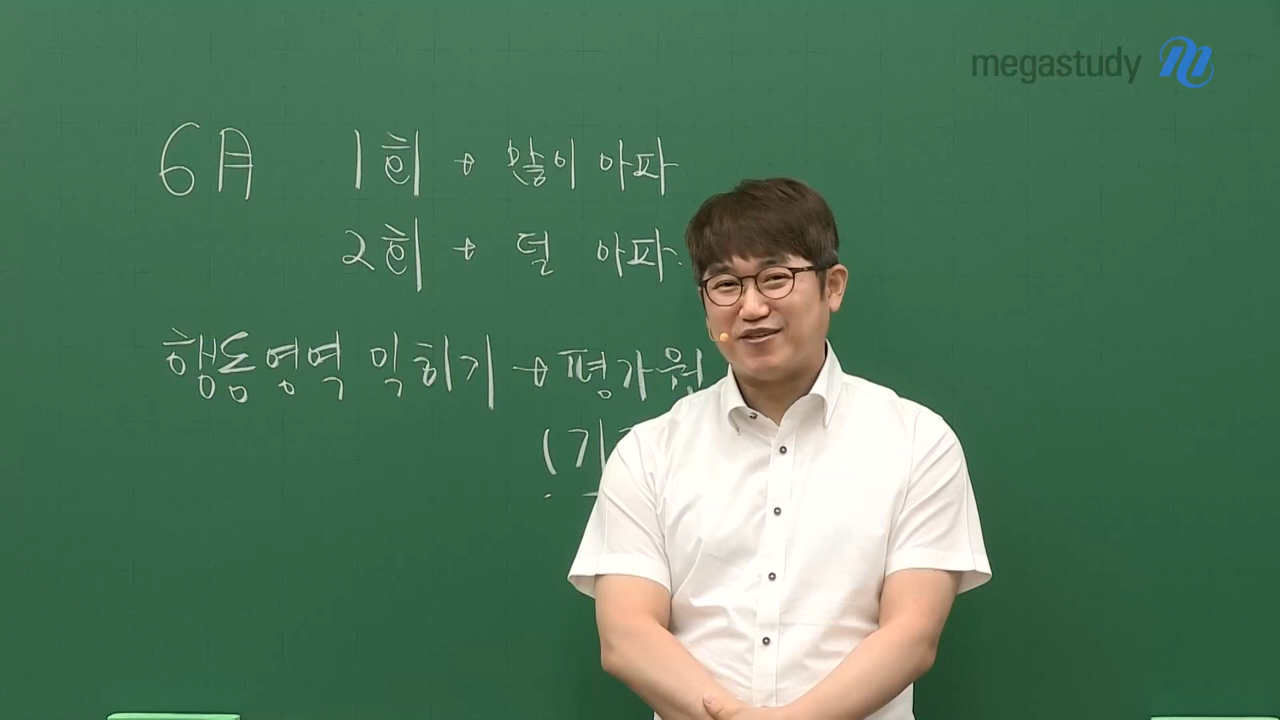 megastudy
6月 1회 → 많이 아파
2회 → 덜 아파.
행동영역 익히기 → 평가원
(기